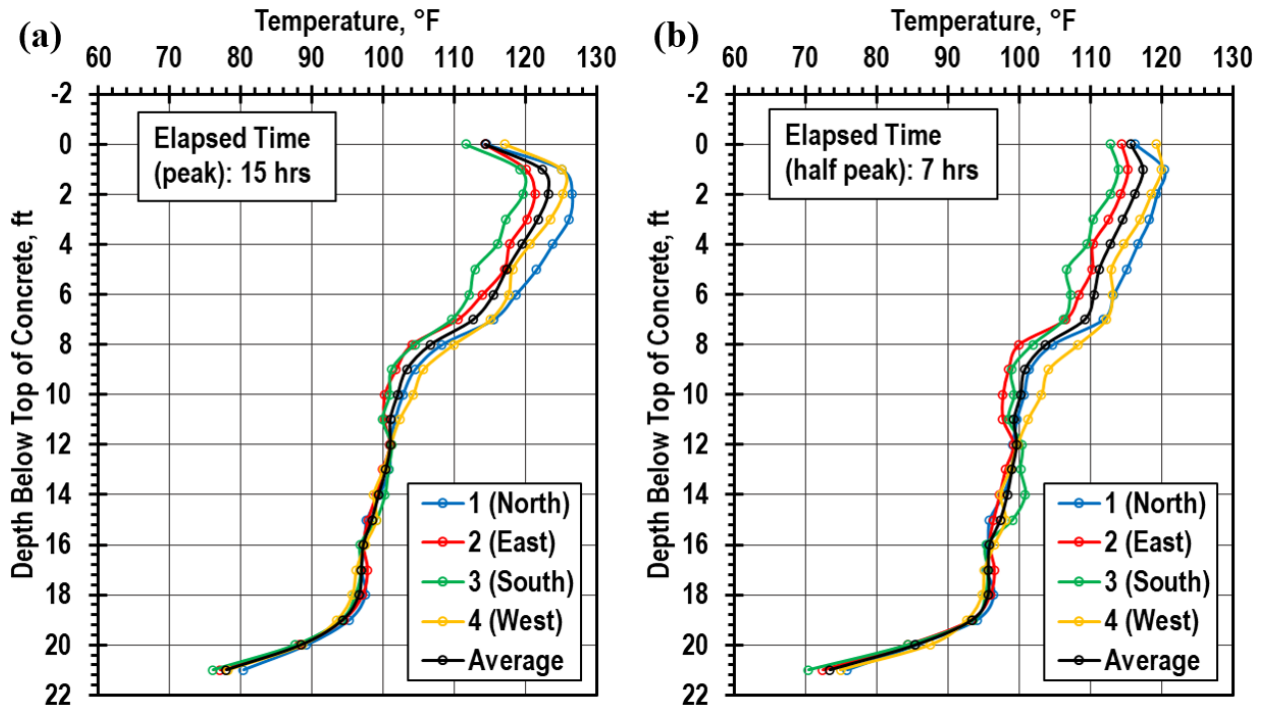 (a)
Temperature, °F
60 70 80 90 100 110 120 130
-2
0
2
4
6
8
10
12
14
16
18
20
22
Depth Below Top of Concrete, ft
Elapsed Time
(peak): 15 hrs
1 (North)
2 (East)
3 (South)
4 (West)
Average
(b)
Temperature, °F
60 70 80 90 100 110 120 130
-2
0
2
4
6
8
10
12
14
16
18
20
22
Depth Below Top of Concrete, ft
Elapsed Time
(half peak): 7 hrs
1 (North)
2 (East)
3 (South)
4 (West)
Average